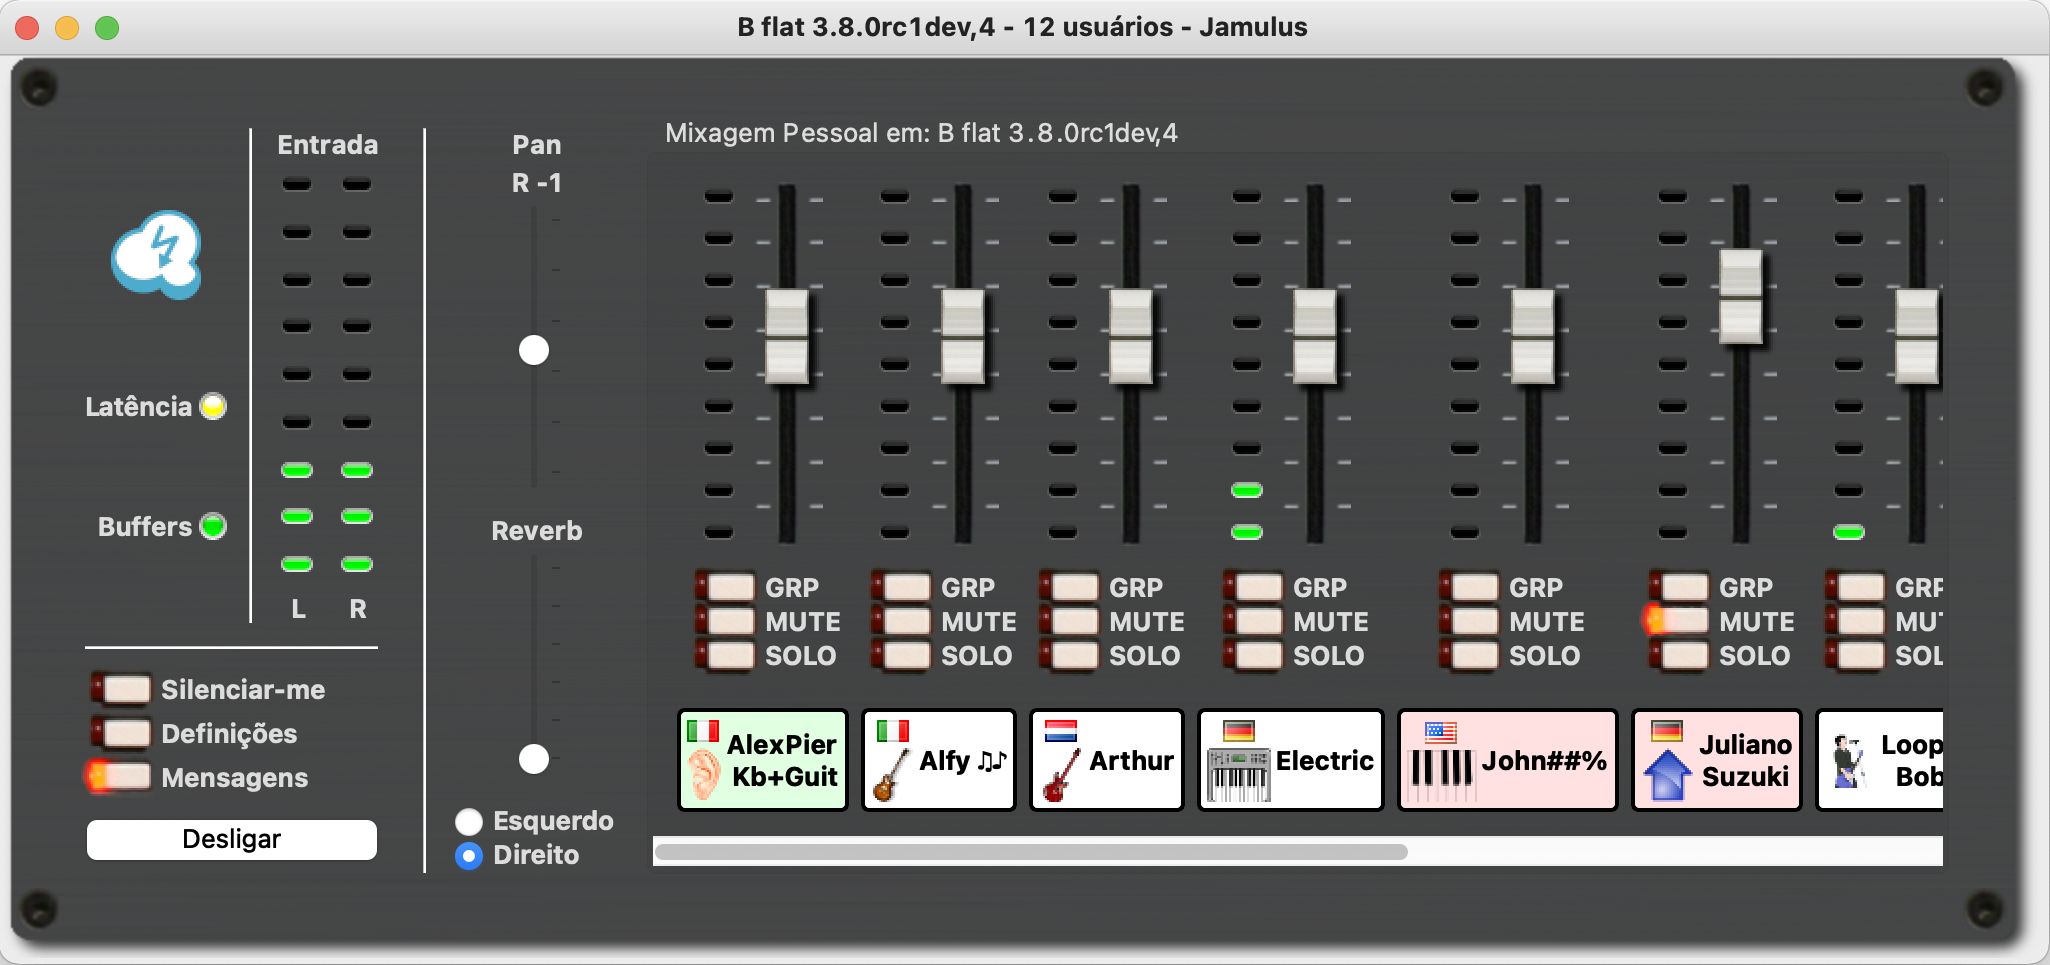 B flat 3.8.0rc1dev,4 - 12 usuários - Jamulus
Entrada
L R
Latência
Buffers
Silenciar-me
Definições
Mensagens
Desligar
Pan
R -1
Reverb
Esquerdo
Direito
Mixagem Pessoal em: B flat 3.8.0rc1dev,4
GRP GRP GRP GRP GRP GRP GRP
MUTE MUTE MUTE MUTE MUTE MUTE MUT
SOLO SOLO SOLO SOLO SOLO SOLO SOL
AlexPier
Kb+Guit
Alfy ♫♪
Arthur
Electric
John##%
Juliano
Suzuki
Loop
Bob